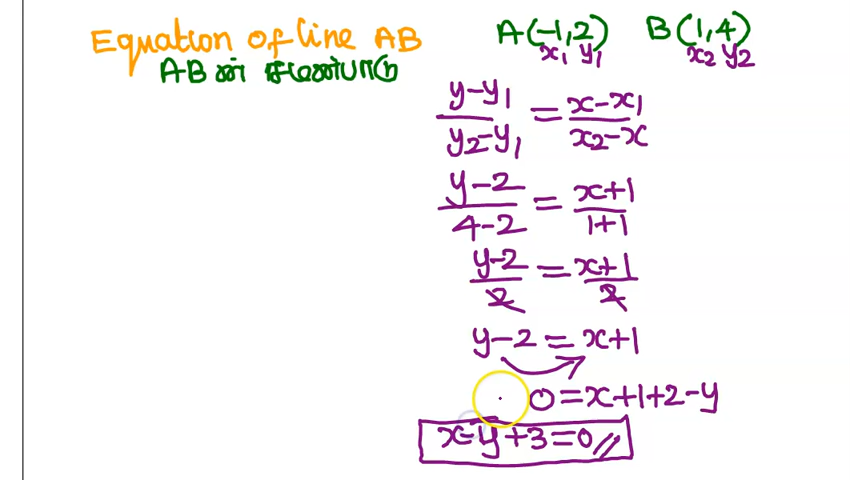 Equation of line AB
A(-1,2) B(1,4)
x₁ y₁ x₂ y₂
AB ன் சமன்பாடு
y-y₁/y₂-y₁ = x-x₁/x₂-x
y-2/4-2 = x+1/1+1
y-2/2 = x+1/2
y-2 = x+1
0 = x+1+2-y
x-y+3=0//